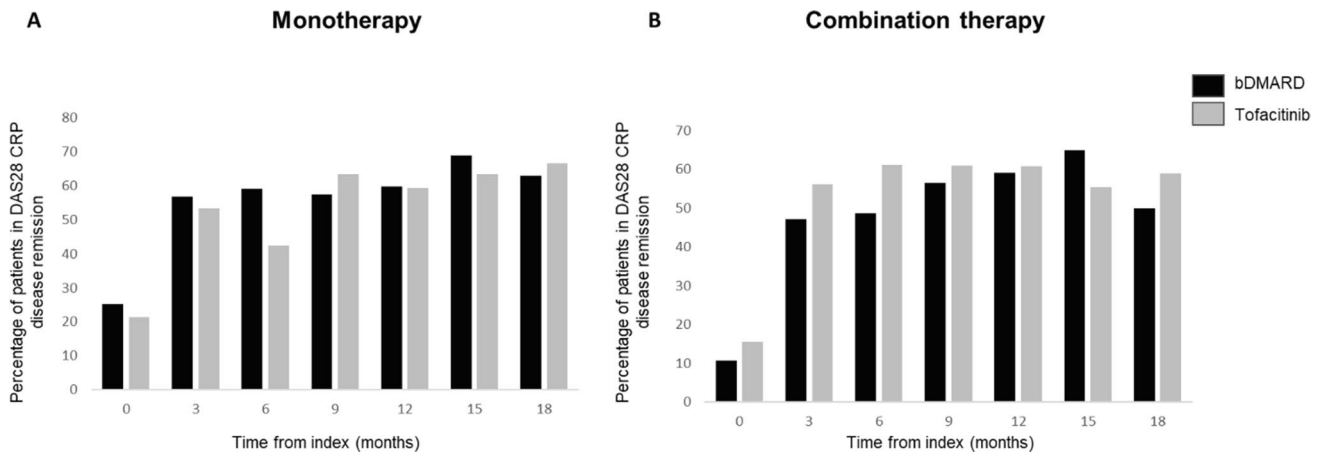 A
Monotherapy
Percentage of patients in DAS28 CRP
disease remission
80
70
60
50
40
30
20
10
0
0 3 6 9 12 15 18
Time from index (months)
B
Combination therapy
bDMARD
Tofacitinib
Percentage of patients in DAS28 CRP
disease remission
70
60
50
40
30
20
10
0
0 3 6 9 12 15 18
Time from index (months)